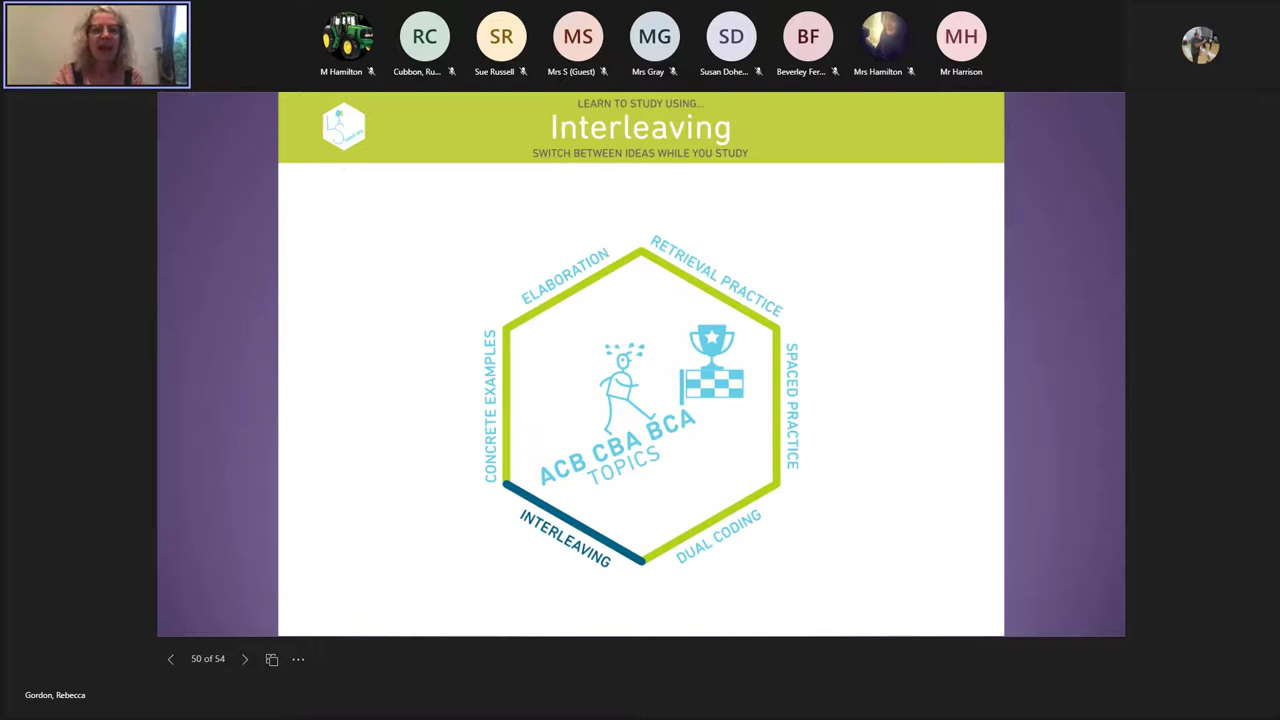 RC
SR
MS
MG
SD
BF
MH
M Hamilton
Cubbon, Ru...
Sue Russell
Mrs S (Guest)
Mrs Gray
Susan Dohe...
Beverley Fer...
Mrs Hamilton
Mr Harrison
LEARN TO STUDY USING...
Interleaving
SWITCH BETWEEN IDEAS WHILE YOU STUDY
ELABORATION
RETRIEVAL PRACTICE
CONCRETE EXAMPLES
SPACED PRACTICE
ACB CBA BCA
TOPICS
INTERLEAVING
DUAL CODING
50 of 54
Gordon, Rebecca